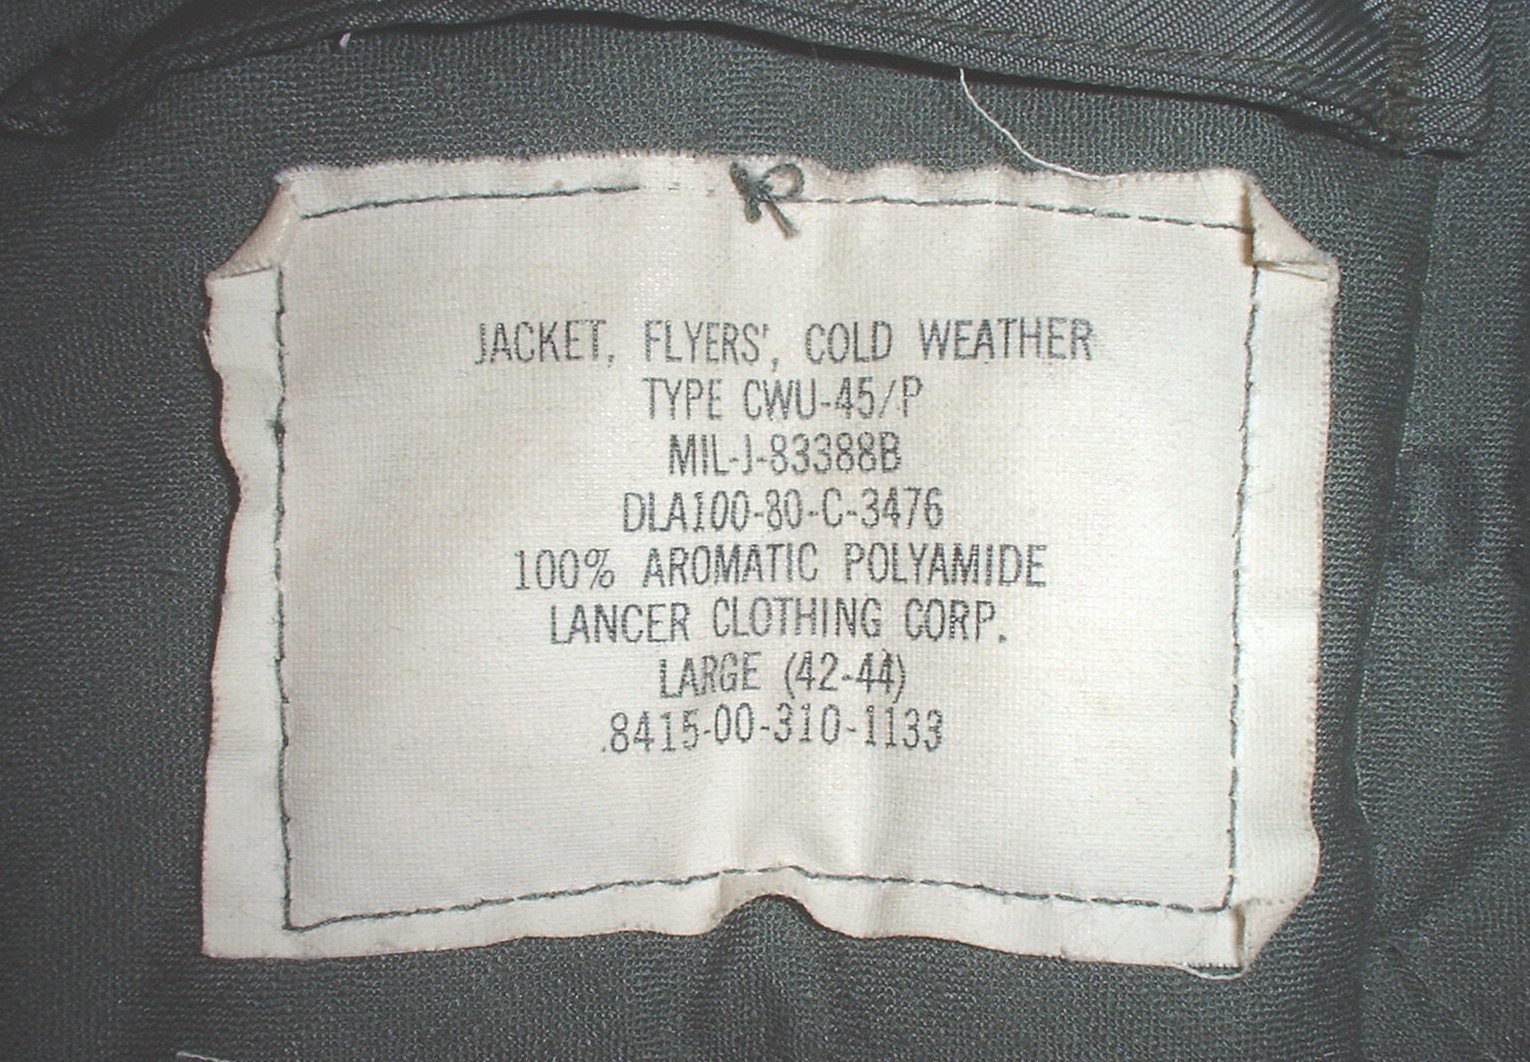 JACKET, FLYERS', COLD WEATHER
TYPE CWU-45/P
MIL-J-83388B
DLA100-80-C-3476
100% AROMATIC POLYAMIDE
LANCER CLOTHING CORP.
LARGE (42-44)
8415-00-310-1133